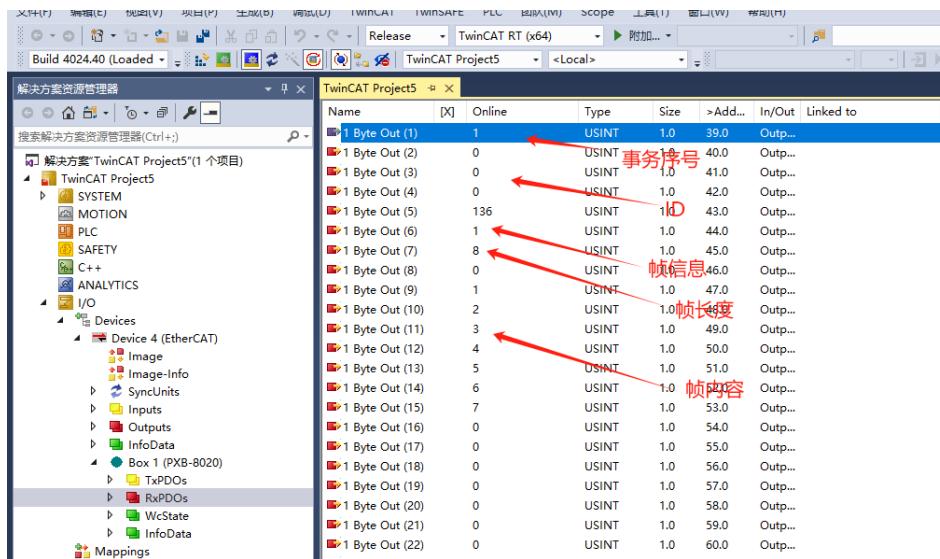 文件(F) 编辑(E) 视图(V) 项目(P) 生成(B) 调试(D) TwinCAT TwinSAFE PLC 团队(M) Scope 工具(T) 窗口(W) 帮助(H)
Release TwinCAT RT (x64) 附加...
Build 4024.40 (Loaded TwinCAT Project5 <Local>
解决方案资源管理器
搜索解决方案资源管理器(Ctrl+;)
解决方案"TwinCAT Project5"(1 个项目)
TwinCAT Project5
SYSTEM
MOTION
PLC
SAFETY
C++
ANALYTICS
I/O
Devices
Device 4 (EtherCAT)
Image
Image-Info
SyncUnits
Inputs
Outputs
InfoData
Box 1 (PXB-8020)
TxPDOs
RxPDOs
WcState
InfoData
Mappings
TwinCAT Project5
Name [X] Online Type Size >Add... In/Out Linked to
1 Byte Out (1) 1 USINT 1.0 39.0 Outp...
1 Byte Out (2) 0 USINT 1.0 40.0 Outp...
1 Byte Out (3) 0 USINT 1.0 41.0 Outp...
1 Byte Out (4) 0 USINT 1.0 42.0 Outp...
1 Byte Out (5) 136 USINT 1.0 43.0 Outp...
1 Byte Out (6) 1 USINT 1.0 44.0 Outp...
1 Byte Out (7) 8 USINT 1.0 45.0 Outp...
1 Byte Out (8) 0 USINT 1.0 46.0 Outp...
1 Byte Out (9) 1 USINT 1.0 47.0 Outp...
1 Byte Out (10) 2 USINT 1.0 48.0 Outp...
1 Byte Out (11) 3 USINT 1.0 49.0 Outp...
1 Byte Out (12) 4 USINT 1.0 50.0 Outp...
1 Byte Out (13) 5 USINT 1.0 51.0 Outp...
1 Byte Out (14) 6 USINT 1.0 52.0 Outp...
1 Byte Out (15) 7 USINT 1.0 53.0 Outp...
1 Byte Out (16) 0 USINT 1.0 54.0 Outp...
1 Byte Out (17) 0 USINT 1.0 55.0 Outp...
1 Byte Out (18) 0 USINT 1.0 56.0 Outp...
1 Byte Out (19) 0 USINT 1.0 57.0 Outp...
1 Byte Out (20) 0 USINT 1.0 58.0 Outp...
1 Byte Out (21) 0 USINT 1.0 59.0 Outp...
1 Byte Out (22) 0 USINT 1.0 60.0 Outp...
事务序号
ID
帧信息
帧长度
帧内容